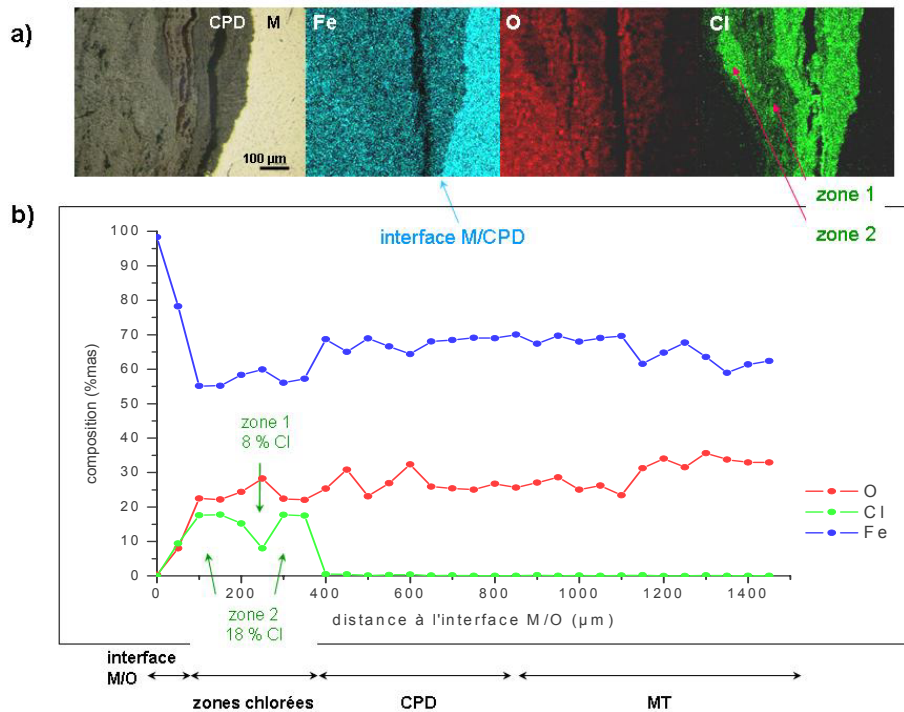 a)
CPD M
100 µm
Fe
O
Cl
interface M/CPD
zone 1
zone 2
b)
composition (%mas)
100
90
80
70
60
50
40
30
20
10
0
zone 1
8 % Cl
zone 2
18 % Cl
0 200 400 600 800 1000 1200 1400
distance à l'interface M/O (µm)
O
Cl
Fe
interface
M/O
zones chlorées
CPD
MT